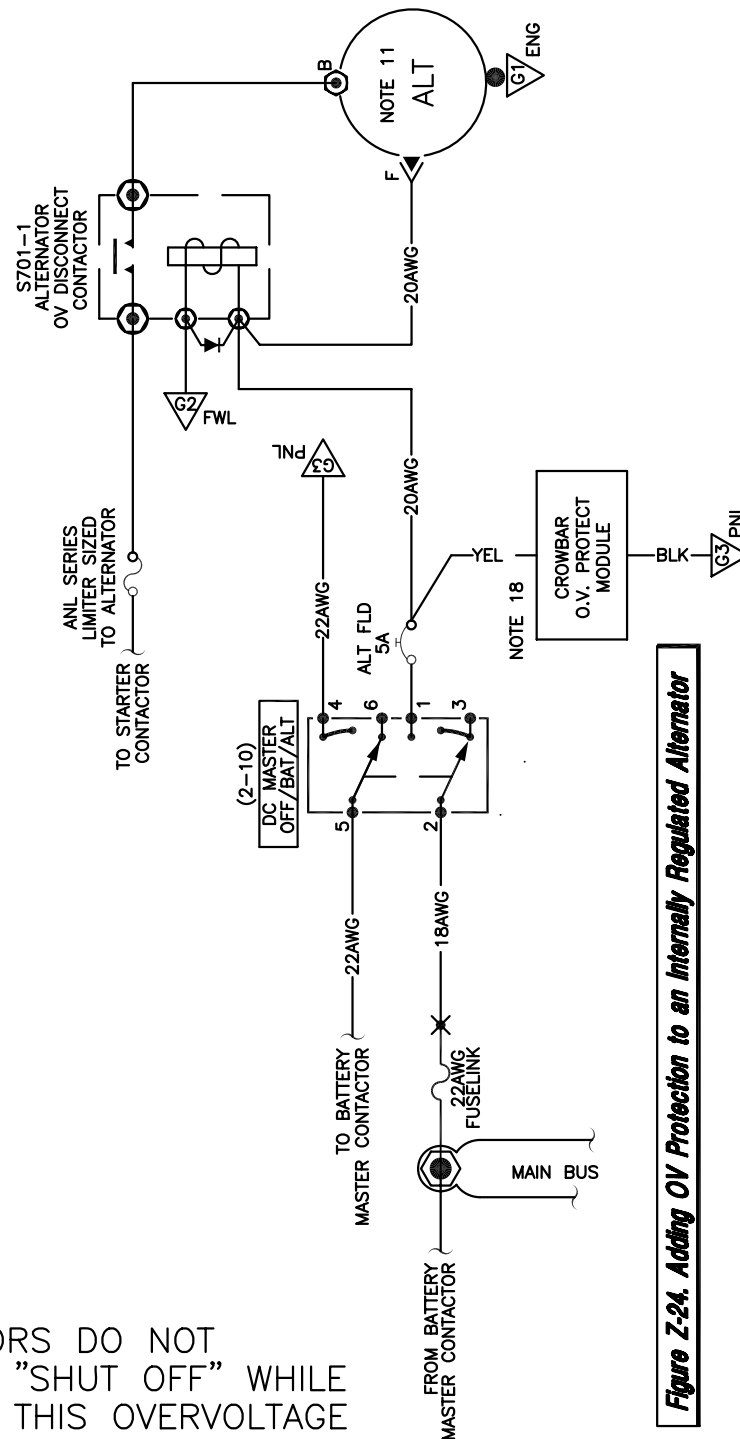 S701-1
ALTERNATOR
OV DISCONNECT
CONTACTOR
B
NOTE 11
ALT
G1
ENG
F
20AWG
G2
FWL
ANL SERIES
LIMITER SIZED
TO ALTERNATOR
TO STARTER
CONTACTOR
G3
PNL
22AWG
20AWG
ALT FLD
5A
YEL
NOTE 18
CROWBAR
O.V. PROTECT
MODULE
BLK
G3
PNL
(2-10)
DC MASTER
OFF/BAT/ALT
4
6
1
3
5
2
22AWG
18AWG
TO BATTERY
MASTER CONTACTOR
22AWG
FUSELINK
MAIN BUS
FROM BATTERY
MASTER CONTACTOR
Figure Z-24. Adding OV Protection to an Internally Regulated Alternator
ORS DO NOT
"SHUT OFF" WHILE
THIS OVERVOLTAGE